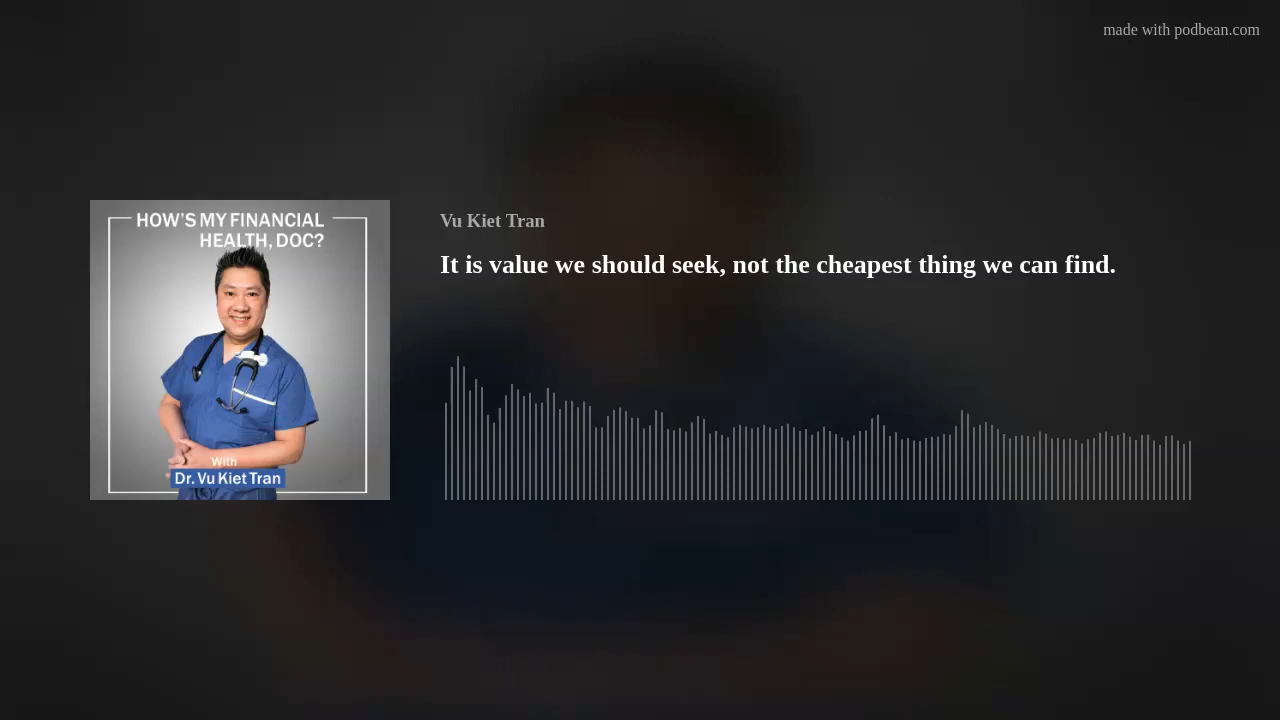 made with podbean.com
HOW'S MY FINANCIAL
HEALTH, DOC?
With
Dr. Vu Kiet Tran
Vu Kiet Tran
It is value we should seek, not the cheapest thing we can find.